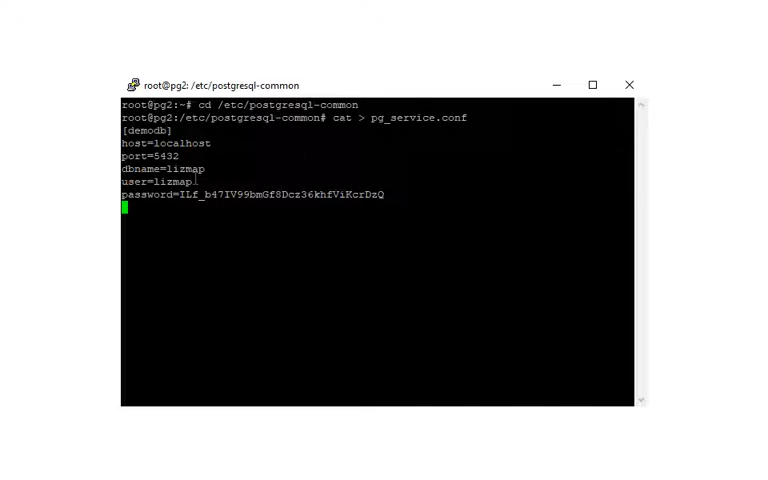 root@pg2: /etc/postgresql-common
root@pg2:~# cd /etc/postgresql-common
root@pg2:/etc/postgresql-common# cat > pg_service.conf
[demodb]
host=localhost
port=5432
dbname=lizmap
user=lizmap
password=ILf_b47IV99bmGf8Dcz36khfViKcrDzQ